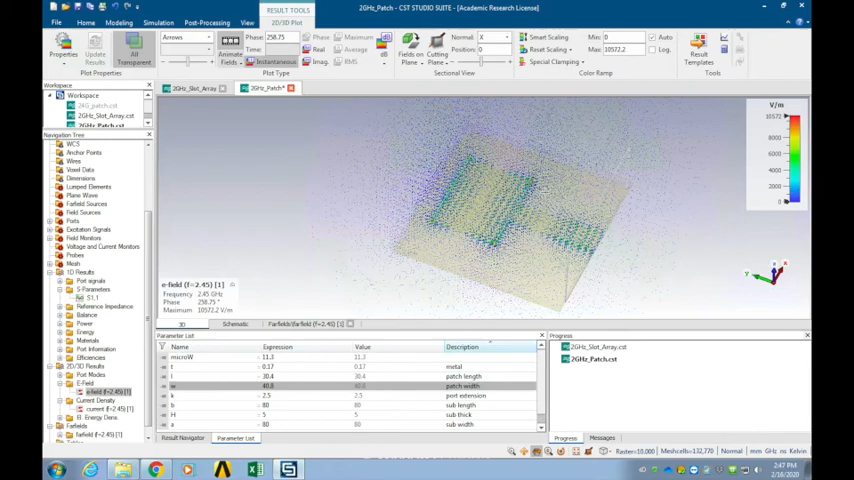 RESULT TOOLS
2GHz_Patch - CST STUDIO SUITE - [Academic Research License]
File Home Modeling Simulation Post-Processing View 2D/3D Plot
Properties
Update Results
Plot Properties
All Transparent
Arrows
Animate Fields
Phase: 258.75
Time:
Instantaneous
Real
Imag.
Maximum
Average
RMS
dB
Plot Type
Fields on Plane
Cutting Plane
Normal: X
Position:
Sectional View
Smart Scaling
Reset Scaling
Special Clamping
Min: 0
Max: 10572.2
Auto
Log.
Color Ramp
Result Templates
Tools
Workspace
Workspace
24G_patch.cst
2GHz_Slot_Array.cst
2GHz_Patch.cst
2GHz_Slot_Array
2GHz_Patch*
Navigation Tree
WCS
Anchor Points
Wires
Voxel Data
Dimensions
Lumped Elements
Plane Wave
Farfield Sources
Field Sources
Ports
Excitation Signals
Field Monitors
Voltage and Current Monitors
Probes
Mesh
1D Results
Port signals
S-Parameters
S1,1
Reference Impedance
Balance
Power
Energy
Materials
Port Information
Efficiencies
2D/3D Results
Port Modes
E-Field
e-field (f=2.45) [1]
Current Density
current (f=2.45) [1]
El. Energy Dens.
Farfields
farfield (f=2.45) [1]
V/m
10572
8000
6000
4000
2000
0
e-field (f=2.45) [1]
Frequency 2.45 GHz
Phase 258.75 °
Maximum 10572.2 V/m
z
y
x
3D Schematic Farfields\farfield (f=2.45) [1]
Parameter List
Name Expression Value Description
microW = 11.3 11.3
t = 0.17 0.17 metal
l = 30.4 30.4 patch length
w = 40.8 40.8 patch width
k = 2.5 2.5 port extension
b = 80 80 sub length
H = 5 5 sub thick
a = 80 80 sub width
Result Navigator Parameter List
Progress
2GHz_Slot_Array.cst
2GHz_Patch.cst
Progress Messages
Raster=10.000 Meshcells=132,770 Normal mm GHz ns Kelvin
2:47 PM
2/16/2020